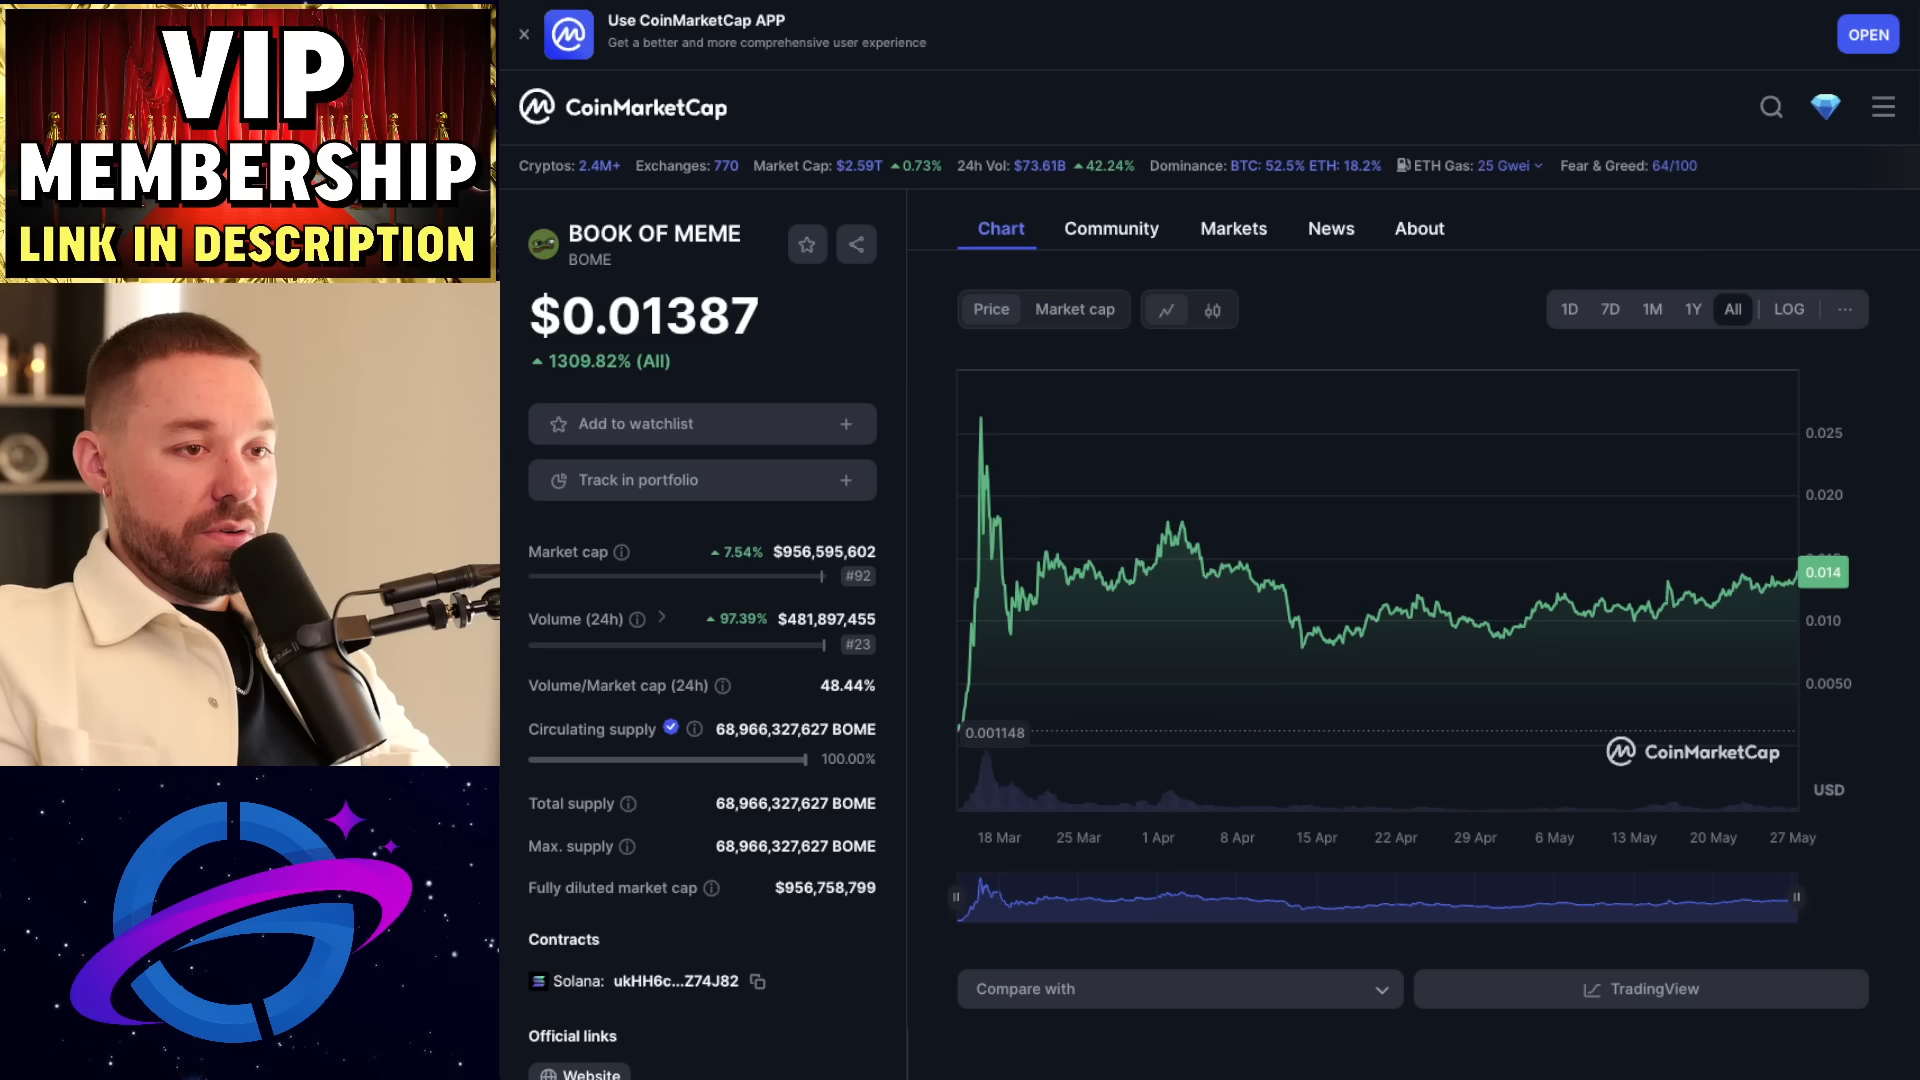 VIP
MEMBERSHIP
LINK IN DESCRIPTION
Use CoinMarketCap APP
Get a better and more comprehensive user experience
OPEN
CoinMarketCap
Cryptos: 2.4M+ Exchanges: 770 Market Cap: $2.59T 0.73% 24h Vol: $73.61B 42.24% Dominance: BTC: 52.5% ETH: 18.2% ETH Gas: 25 Gwei Fear & Greed: 64/100
BOOK OF MEME
BOME
$0.01387
1309.82% (All)
Add to watchlist
Track in portfolio
Market cap 7.54% $956,595,602
#92
Volume (24h) 97.39% $481,897,455
#23
Volume/Market cap (24h) 48.44%
Circulating supply 68,966,327,627 BOME
100.00%
Total supply 68,966,327,627 BOME
Max. supply 68,966,327,627 BOME
Fully diluted market cap $956,758,799
Contracts
Solana: ukHH6c...Z74J82
Official links
Website
Chart Community Markets News About
Price Market cap
1D 7D 1M 1Y All LOG
0.025
0.020
0.014
0.010
0.0050
0.001148
CoinMarketCap
USD
18 Mar 25 Mar 1 Apr 8 Apr 15 Apr 22 Apr 29 Apr 6 May 13 May 20 May 27 May
Compare with
TradingView